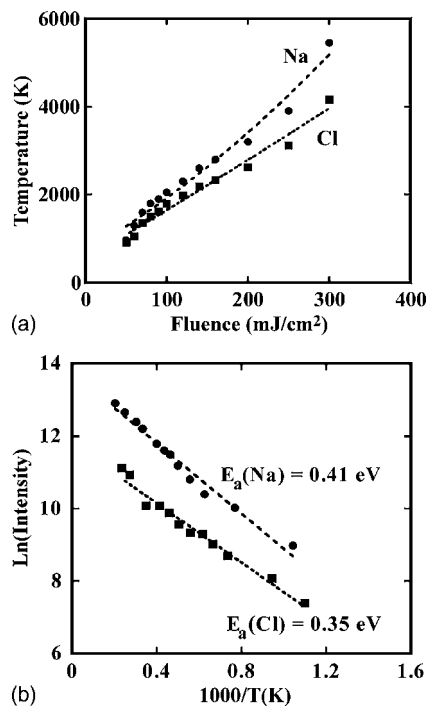 6000
Na
4000
Cl
2000
0
0 100 200 300 400
Temperature (K)
Fluence (mJ/cm²)
(a)
14
12
Eₐ(Na) = 0.41 eV
10
8
Eₐ(Cl) = 0.35 eV
6
0 0.4 0.8 1.2 1.6
Ln(Intensity)
1000/T(K)
(b)